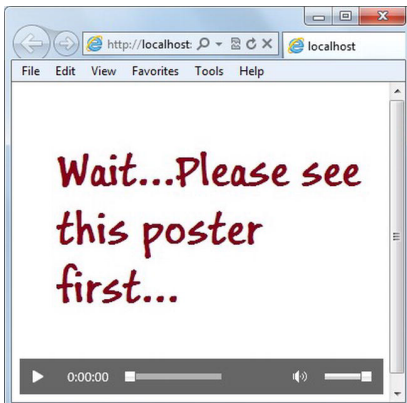 http://localhost:
localhost
File Edit View Favorites Tools Help
Wait...Please see
this poster
first...
0:00:00